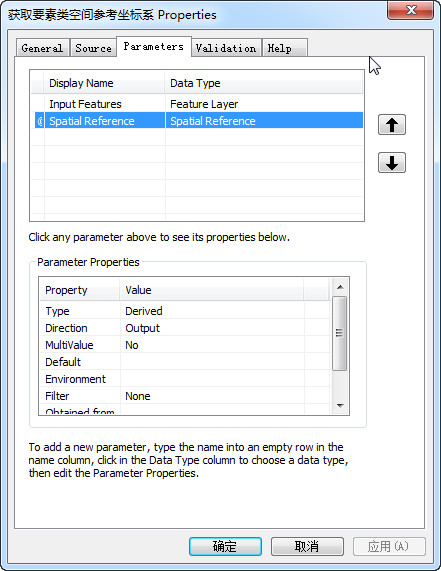 获取要素类空间参考坐标系 Properties
General Source Parameters Validation Help
Display Name Data Type
Input Features Feature Layer
Spatial Reference Spatial Reference
Click any parameter above to see its properties below.
Parameter Properties
Property Value
Type Derived
Direction Output
MultiValue No
Default
Environment
Filter None
Obtained from
To add a new parameter, type the name into an empty row in the
name column, click in the Data Type column to choose a data type,
then edit the Parameter Properties.
确定 取消 应用(A)